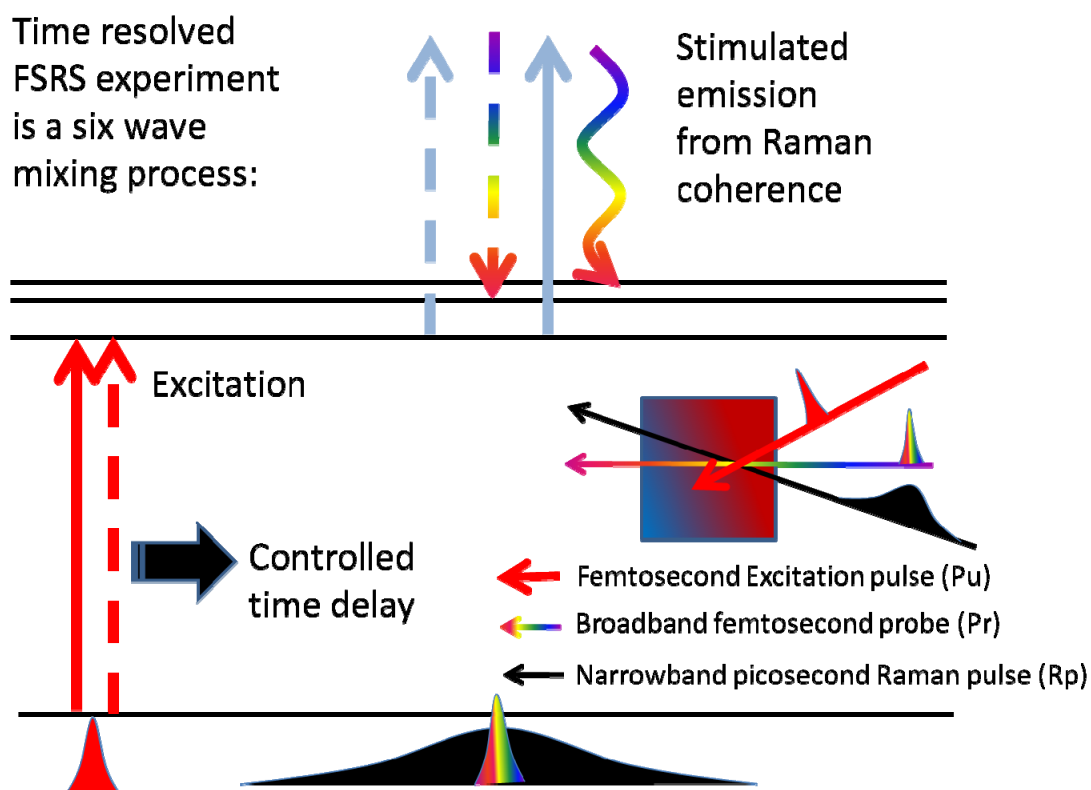 Time resolved
FSRS experiment
is a six wave
mixing process:
Stimulated
emission
from Raman
coherence
Excitation
Controlled
time delay
Femtosecond Excitation pulse (Pu)
Broadband femtosecond probe (Pr)
Narrowband picosecond Raman pulse (Rp)